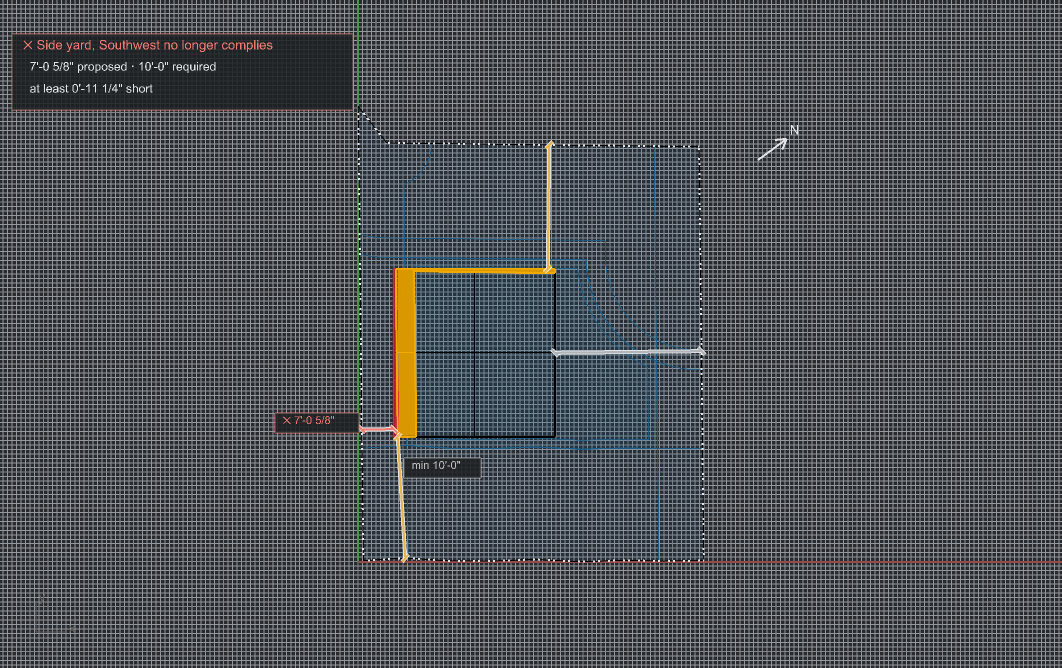 × Side yard, Southwest no longer complies
7'-0 5/8" proposed · 10'-0" required
at least 0'-11 1/4" short
N
× 7'-0 5/8"
min 10'-0"